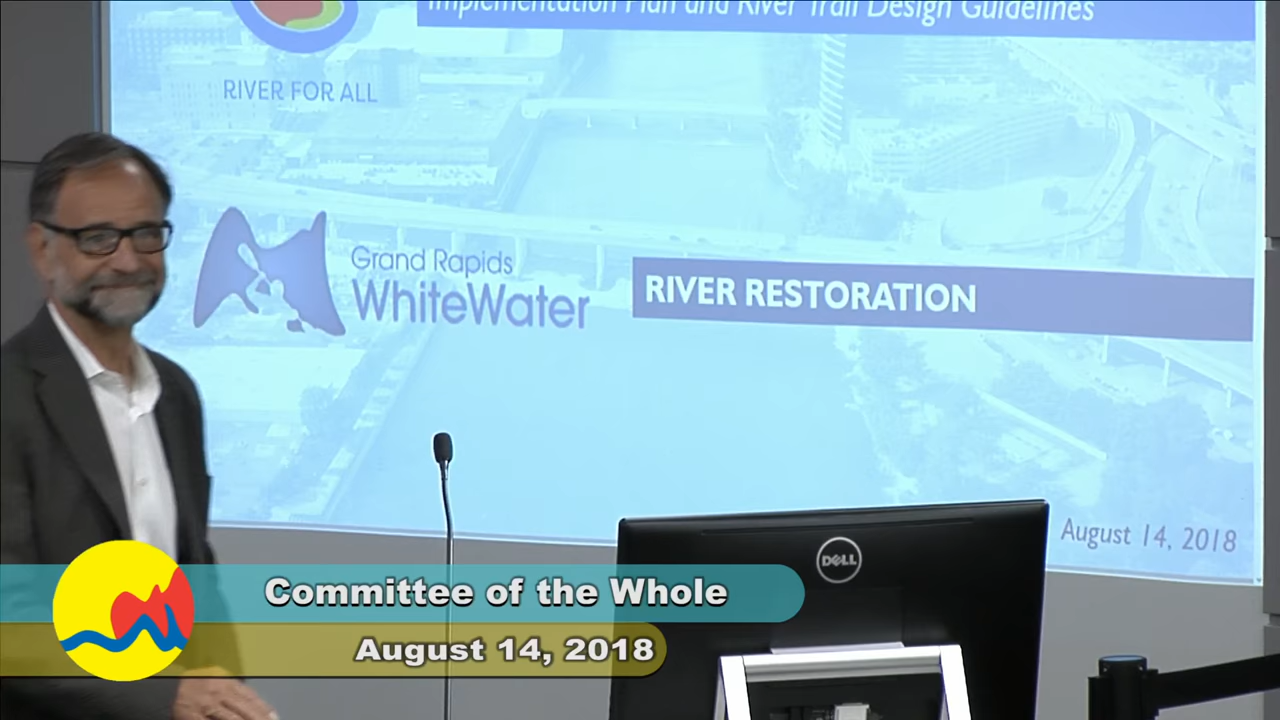 Implementation Plan and River Trail Design Guidelines
RIVER FOR ALL
Grand Rapids
WhiteWater
RIVER RESTORATION
August 14, 2018
DELL
Committee of the Whole
August 14, 2018